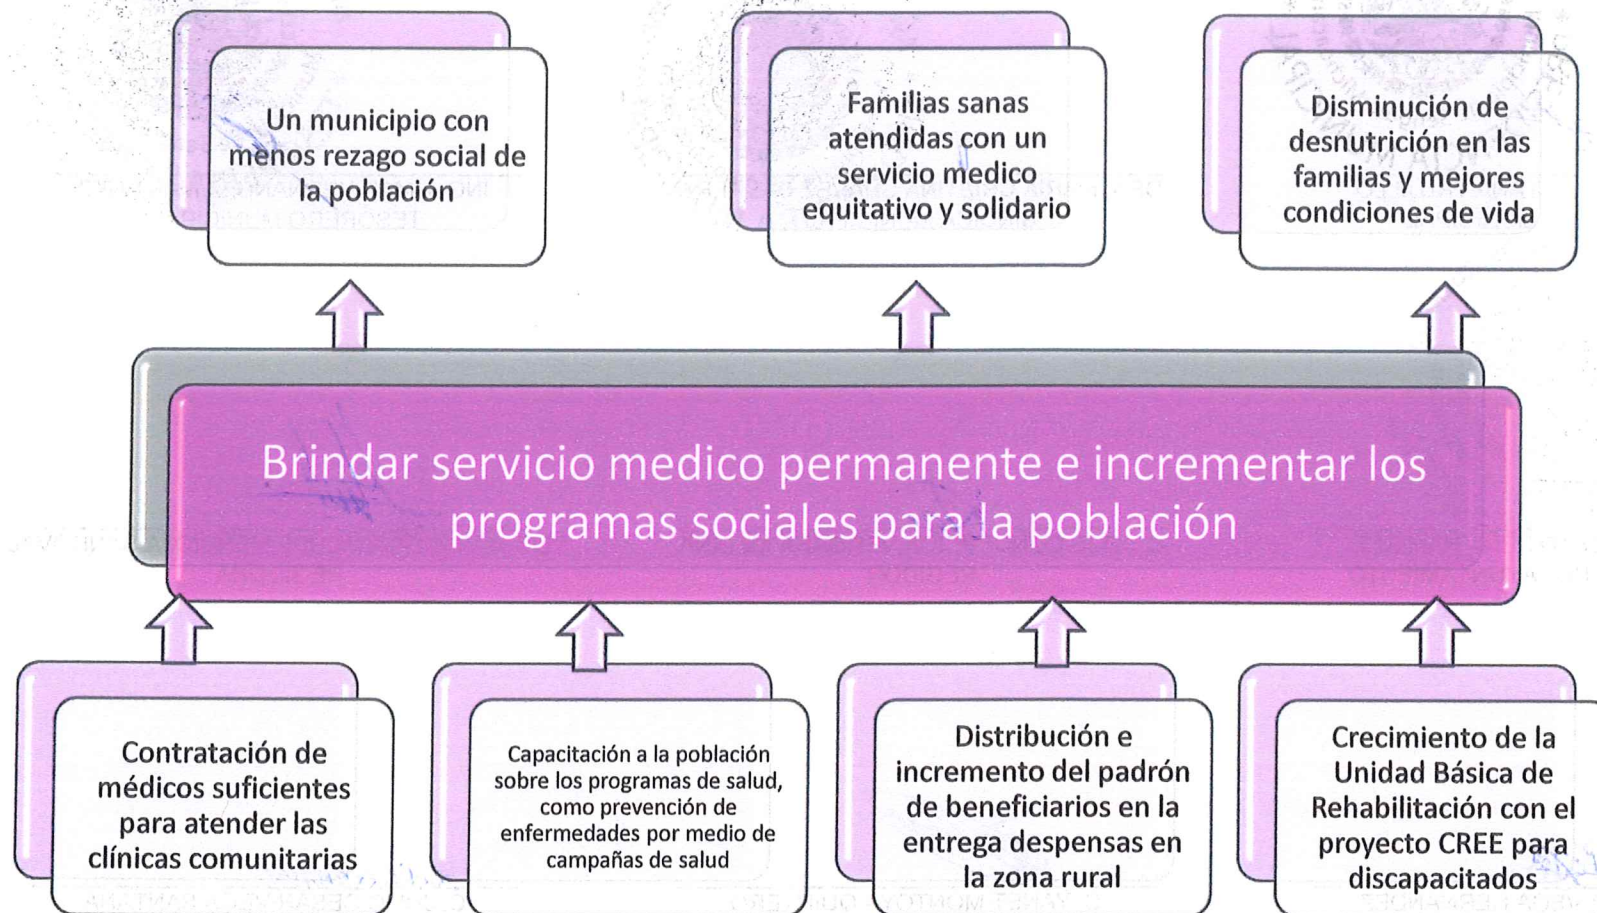 Un municipio con
menos rezago social de
la población
Familias sanas
atendidas con un
servicio medico
equitativo y solidario
Disminución de
desnutrición en las
familias y mejores
condiciones de vida
Brindar servicio medico permanente e incrementar los
programas sociales para la población
Contratación de
médicos suficientes
para atender las
clínicas comunitarias
Capacitación a la población
sobre los programas de salud,
como prevención de
enfermedades por medio de
campañas de salud
Distribución e
incremento del padrón
de beneficiarios en la
entrega despensas en
la zona rural
Crecimiento de la
Unidad Básica de
Rehabilitación con el
proyecto CREE para
discapacitados